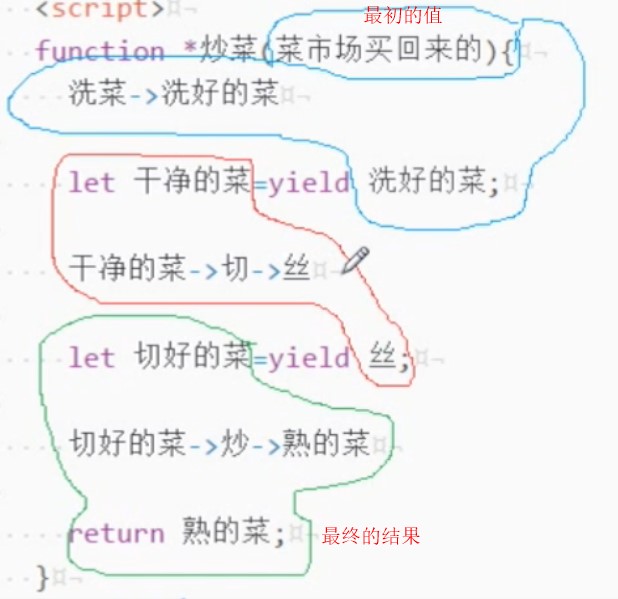 <script>
最初的值
function *炒菜(菜市场买回来的){
洗菜->洗好的菜
let 干净的菜=yield 洗好的菜;
干净的菜->切->丝
let 切好的菜=yield 丝;
切好的菜->炒->熟的菜
return 熟的菜;
最终的结果
}